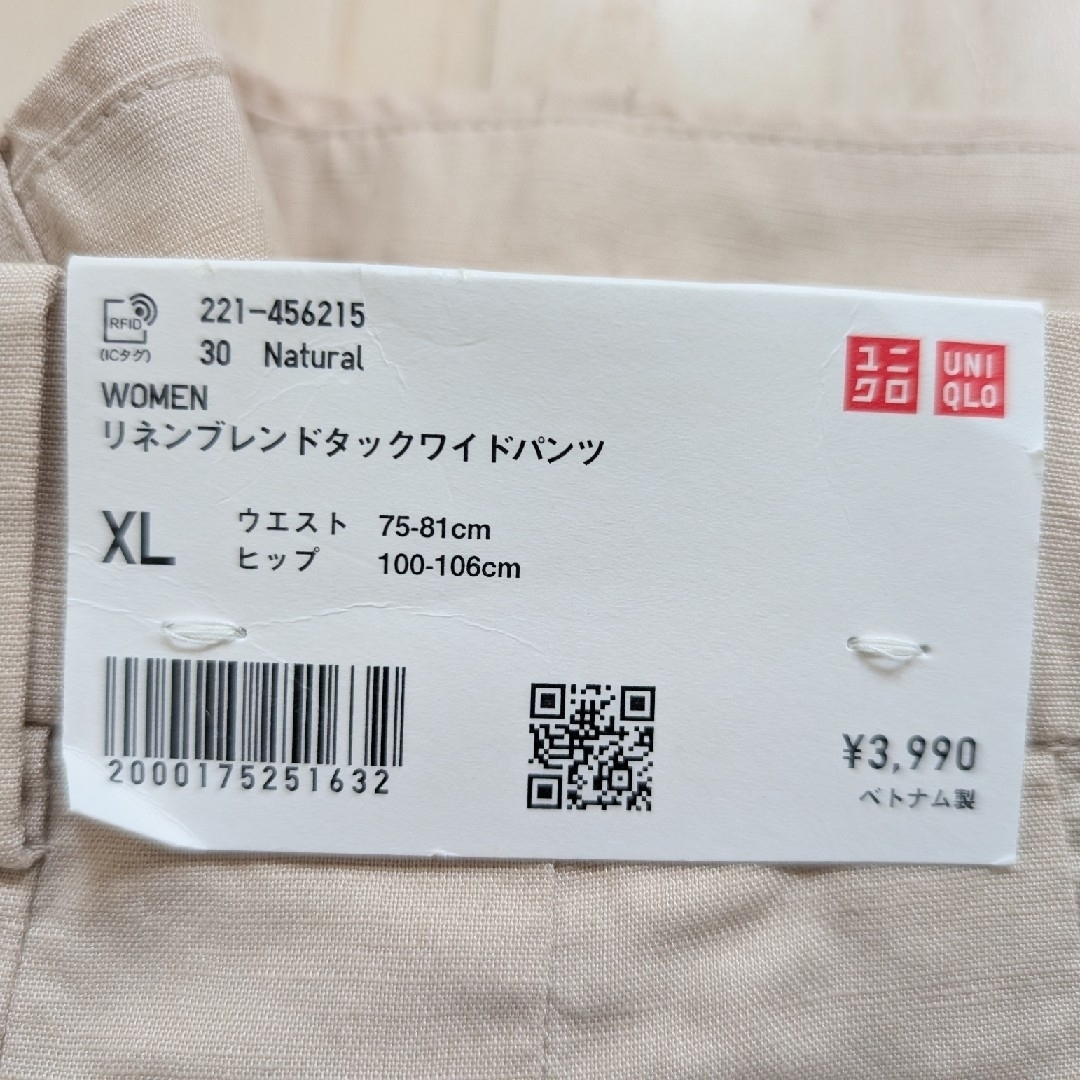 RFID
(ICタグ)
221-456215
30 Natural
WOMEN
リネンブレンドタックワイドパンツ
ユニ
クロ
UNI
QLO
XL
ウエスト 75-81cm
ヒップ 100-106cm
2000175251632
¥3,990
ベトナム製